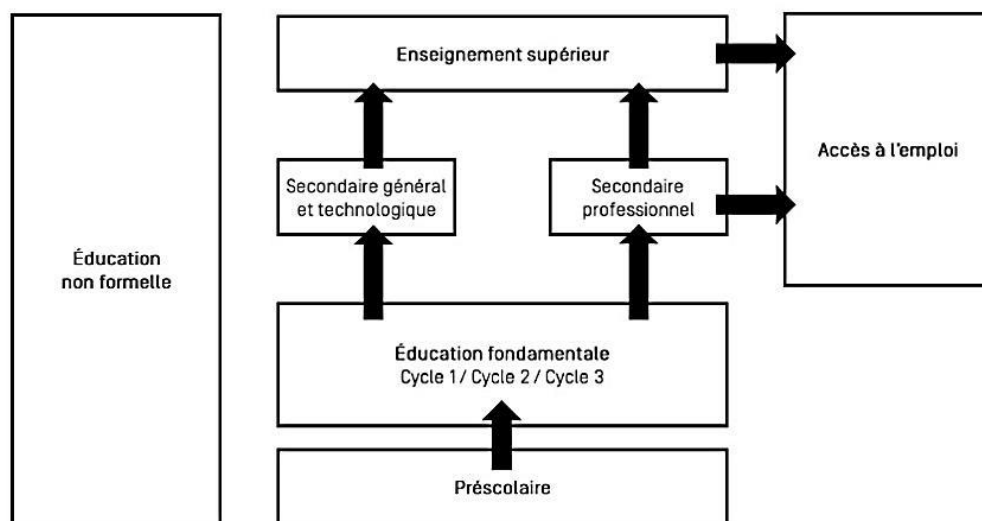 Enseignement supérieur
Accès à l'emploi
Secondaire général
et technologique
Secondaire
professionnel
Éducation
non formelle
Éducation fondamentale
Cycle 1 / Cycle 2 / Cycle 3
Préscolaire